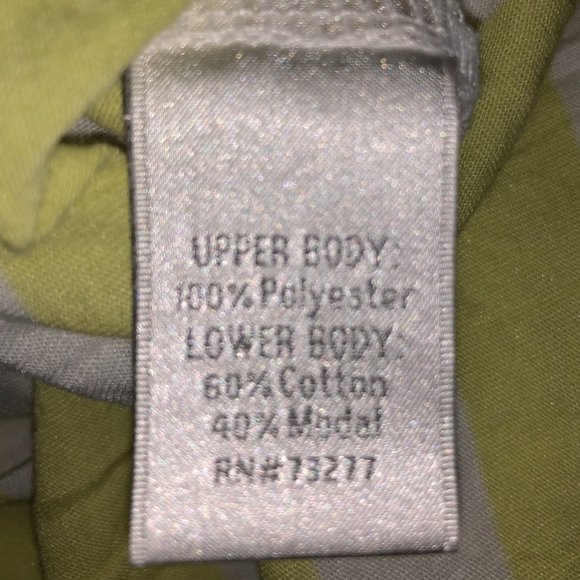 UPPER BODY:
100% Polyester
LOWER BODY:
60% Cotton
40% Modal
RN# 73277